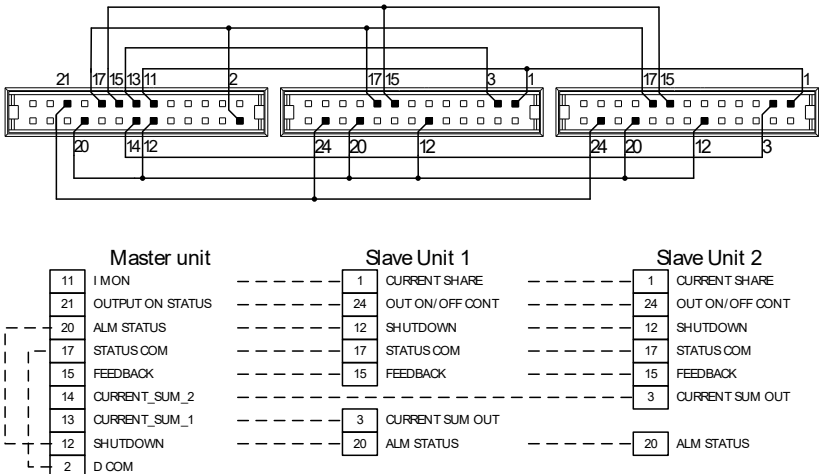 21 17 15 13 11 2 17 15 3 1 17 15 1
20 14 12 24 20 12 24 20 12 3
Master unit Slave Unit 1 Slave Unit 2
11 I MON 1 CURRENT SHARE 1 CURRENT SHARE
21 OUTPUT ON STATUS 24 OUT ON/OFF CONT 24 OUT ON/OFF CONT
20 ALM STATUS 12 SHUTDOWN 12 SHUTDOWN
17 STATUS COM 17 STATUS COM 17 STATUS COM
15 FEEDBACK 15 FEEDBACK 15 FEEDBACK
14 CURRENT_SUM_2 3 CURRENT SUM OUT
13 CURRENT_SUM_1 3 CURRENT SUM OUT
12 SHUTDOWN 20 ALM STATUS 20 ALM STATUS
2 D COM